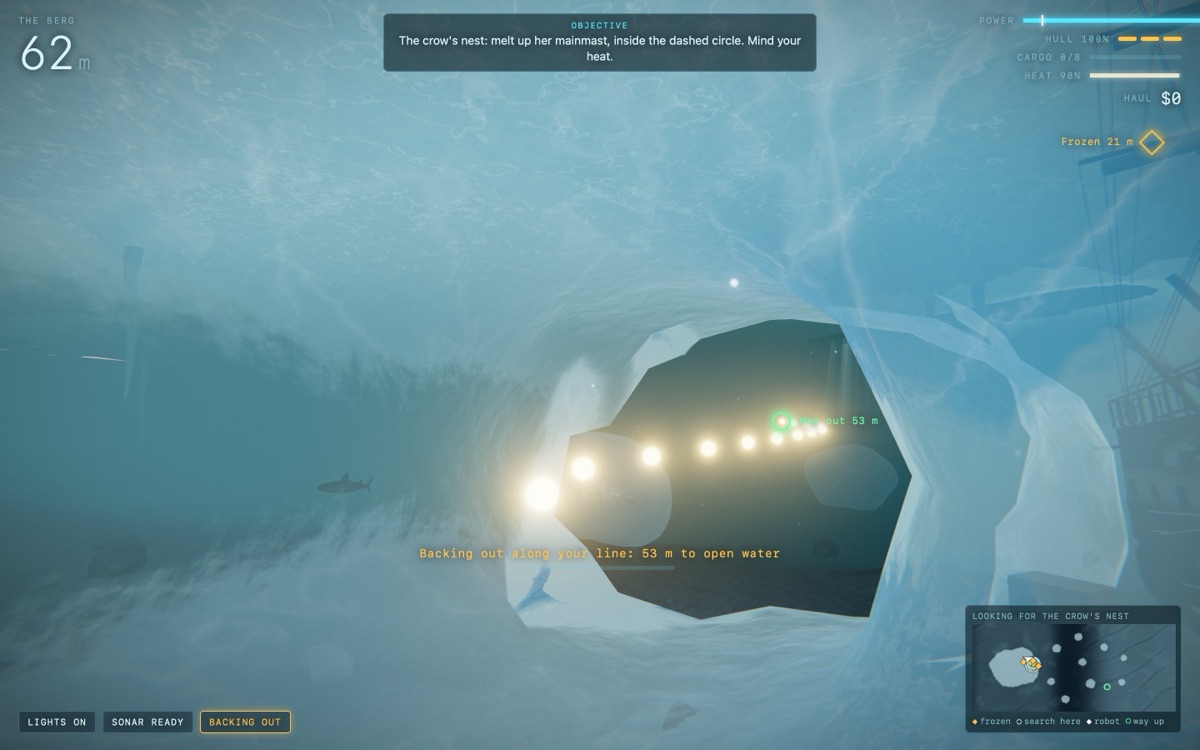 THE BERG
62 m
OBJECTIVE
The crow's nest: melt up her mainmast, inside the dashed circle. Mind your
heat.
POWER
HULL 100%
CARGO 0/8
HEAT 98%
HAUL $0
Frozen 21 m
Way out 53 m
Backing out along your line: 53 m to open water
LOOKING FOR THE CROW'S NEST
frozen search here robot way up
LIGHTS ON
SONAR READY
BACKING OUT